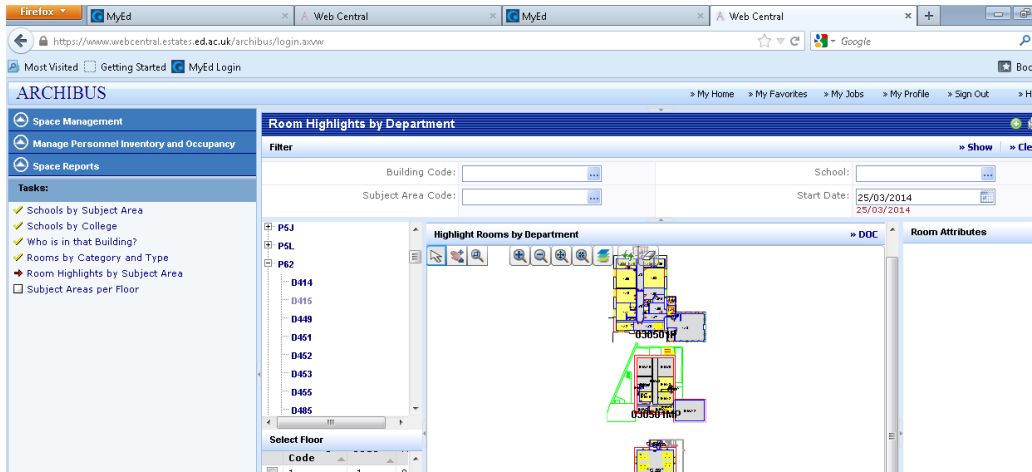 Firefox
MyEd
Web Central
MyEd
Web Central
https://www.webcentral.estates.ed.ac.uk/archibus/login.axvw
Google
Most Visited Getting Started MyEd Login
ARCHIBUS
» My Home » My Favorites » My Jobs » My Profile » Sign Out
Space Management
Manage Personnel Inventory and Occupancy
Space Reports
Tasks:
Schools by Subject Area
Schools by College
Who is in that Building?
Rooms by Category and Type
Room Highlights by Subject Area
Subject Areas per Floor
Room Highlights by Department
Filter » Show » Cle
Building Code: ... School: ...
Subject Area Code: ... Start Date: 25/03/2014
25/03/2014
P5J
P5L
P62
D414
D415
D449
D451
D452
D453
D455
D485
Select Floor
Code
Highlight Rooms by Department » DOC
030501MP
Room Attributes